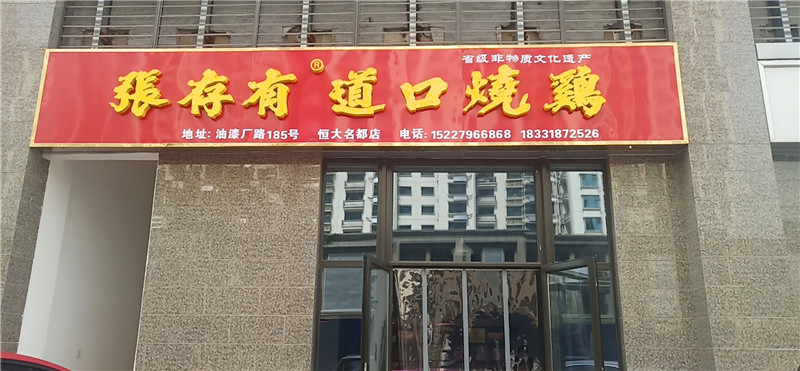 省级非物质文化遗产
張存有® 道口燒鷄
地址: 油漆厂路185号 恒大名都店 电话: 15227966868 18331872526